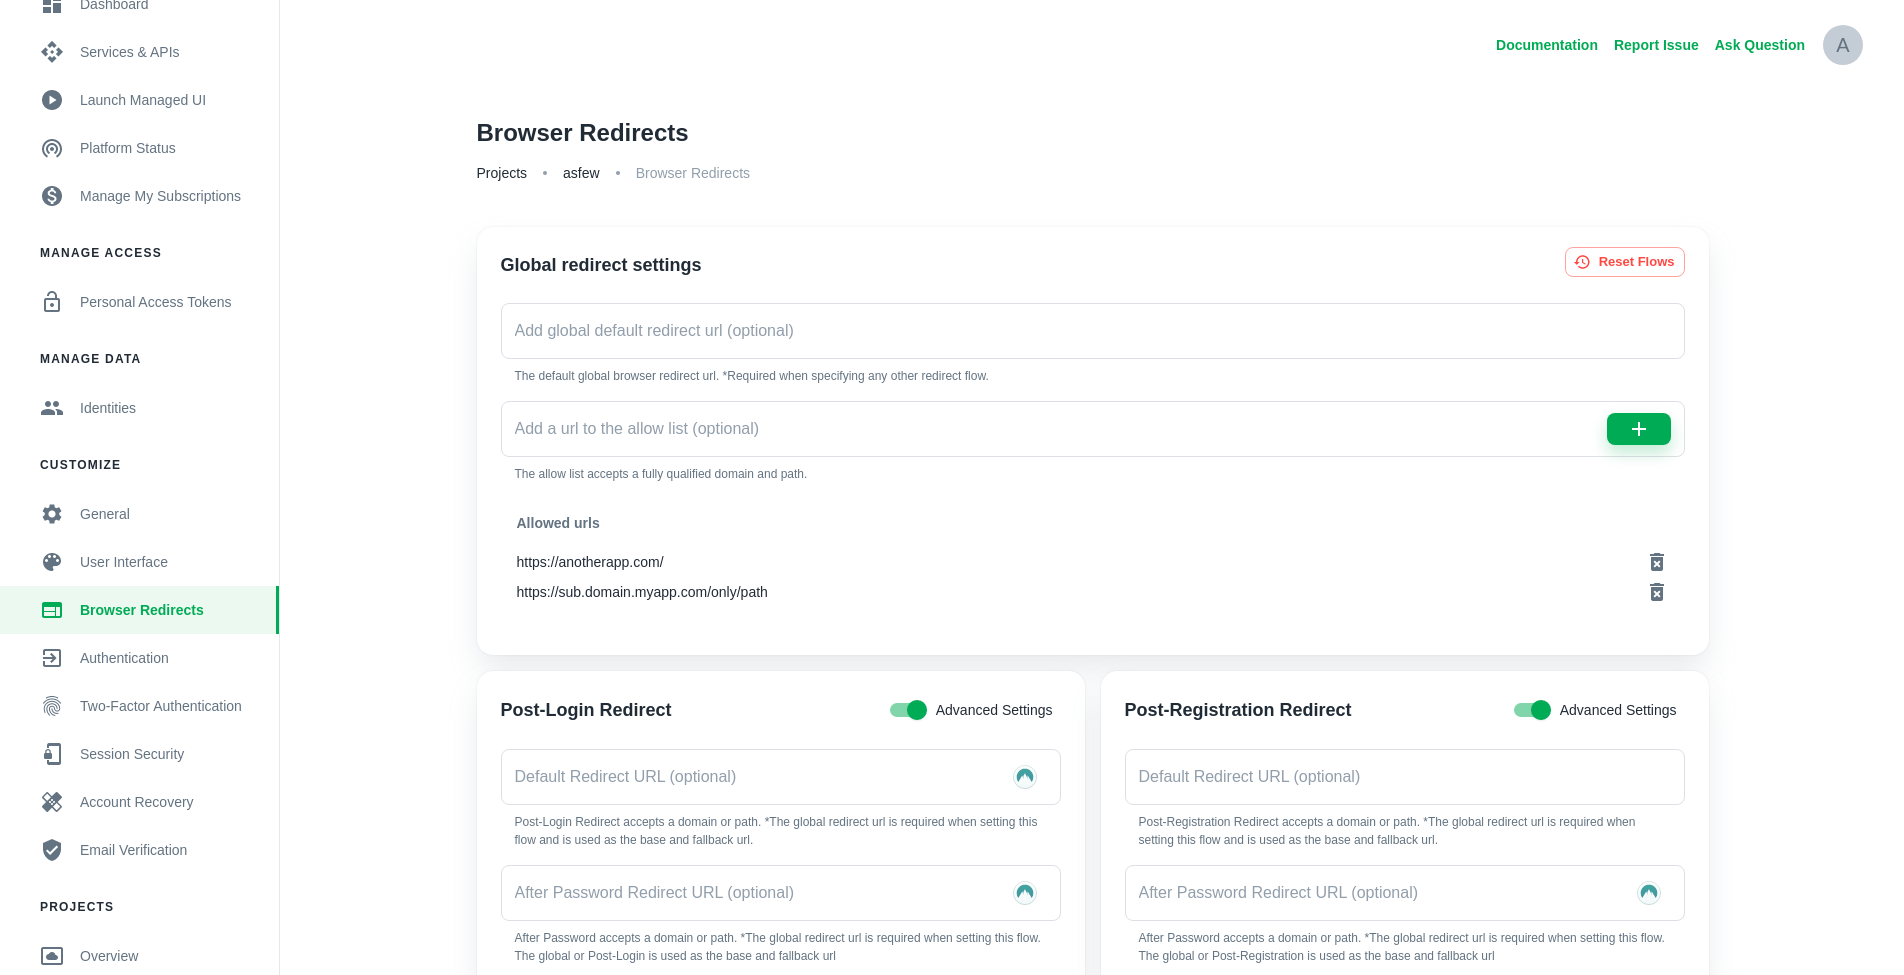 Dashboard
Services & APIs
Launch Managed UI
Platform Status
Manage My Subscriptions
MANAGE ACCESS
Personal Access Tokens
MANAGE DATA
Identities
CUSTOMIZE
General
User Interface
Browser Redirects
Authentication
Two-Factor Authentication
Session Security
Account Recovery
Email Verification
PROJECTS
Overview
Documentation Report Issue Ask Question A
Browser Redirects
Projects • asfew • Browser Redirects
Global redirect settings
Reset Flows
Add global default redirect url (optional)
The default global browser redirect url. *Required when specifying any other redirect flow.
Add a url to the allow list (optional)
The allow list accepts a fully qualified domain and path.
Allowed urls
https://anotherapp.com/
https://sub.domain.myapp.com/only/path
Post-Login Redirect
Advanced Settings
Default Redirect URL (optional)
Post-Login Redirect accepts a domain or path. *The global redirect url is required when setting this
flow and is used as the base and fallback url.
After Password Redirect URL (optional)
After Password accepts a domain or path. *The global redirect url is required when setting this flow.
The global or Post-Login is used as the base and fallback url
Post-Registration Redirect
Advanced Settings
Default Redirect URL (optional)
Post-Registration Redirect accepts a domain or path. *The global redirect url is required when
setting this flow and is used as the base and fallback url.
After Password Redirect URL (optional)
After Password accepts a domain or path. *The global redirect url is required when setting this flow.
The global or Post-Registration is used as the base and fallback url